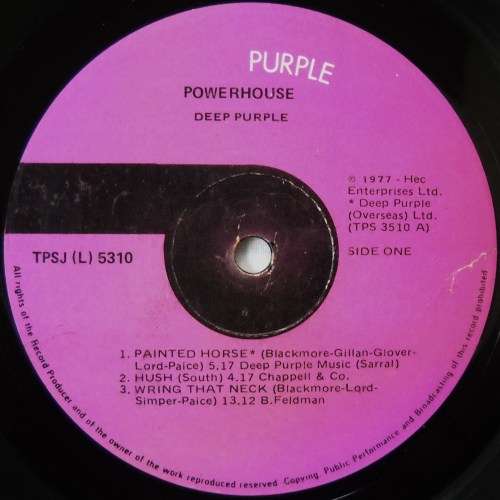 PURPLE
POWERHOUSE
DEEP PURPLE
℗ 1977 - Hec
Enterprises Ltd.
* Deep Purple
(Overseas) Ltd.
(TPS 3510 A)
TPSJ (L) 5310
SIDE ONE
1. PAINTED HORSE* (Blackmore-Gillan-Glover-
Lord-Paice) 5,17 Deep Purple Music (Sarral)
2. HUSH (South) 4.17 Chappell & Co.
3. WRING THAT NECK (Blackmore-Lord-
Simper-Paice) 13,12 B.Feldman
All rights of the Record Producer and of the owner of the work reproduced reserved. Copying, Public Performance and Broadcasting of this record prohibited